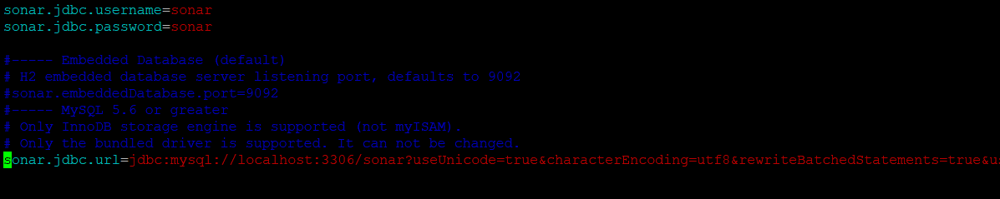 sonar.jdbc.username=sonar
sonar.jdbc.password=sonar
#----- Embedded Database (default)
# H2 embedded database server listening port, defaults to 9092
#sonar.embeddedDatabase.port=9092
#----- MySQL 5.6 or greater
# Only InnoDB storage engine is supported (not myISAM).
# Only the bundled driver is supported. It can not be changed.
sonar.jdbc.url=jdbc:mysql://localhost:3306/sonar?useUnicode=true&characterEncoding=utf8&rewriteBatchedStatements=true&us